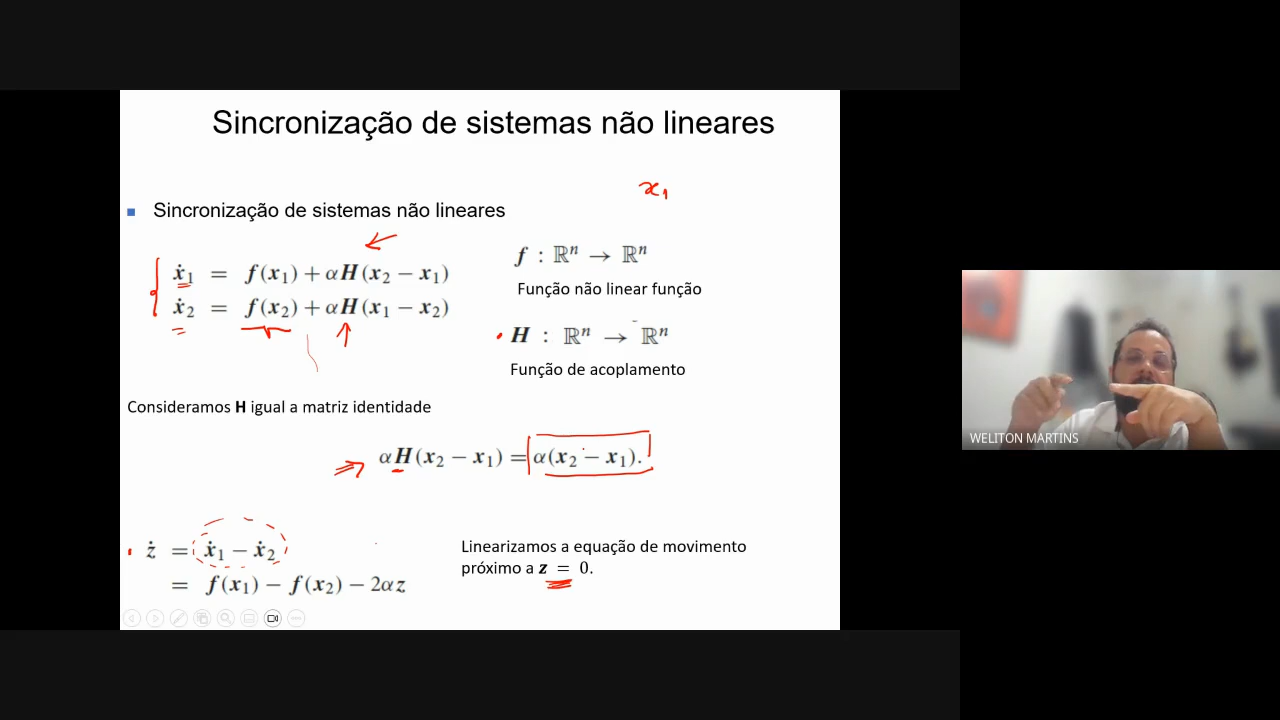 Sincronização de sistemas não lineares
x₁
Sincronização de sistemas não lineares
ẋ₁ = f(x₁) + αH(x₂ − x₁)
ẋ₂ = f(x₂) + αH(x₁ − x₂)
f : ℝⁿ → ℝⁿ
Função não linear função
H : ℝⁿ → ℝⁿ
Função de acoplamento
Consideramos H igual a matriz identidade
αH(x₂ − x₁) = α(x₂ − x₁).
ż = ẋ₁ − ẋ₂
= f(x₁) − f(x₂) − 2αz
Linearizamos a equação de movimento
próximo a z = 0.
WELITON MARTINS